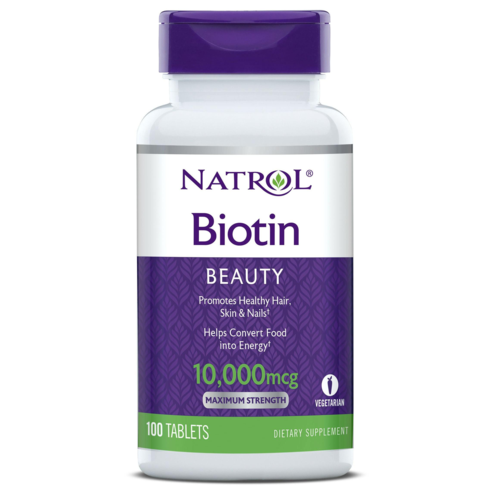 NATROL®
Biotin
BEAUTY
Promotes Healthy Hair,
Skin & Nails†
Helps Convert Food
into Energy†
10,000mcg
MAXIMUM STRENGTH
VEGETARIAN
100 TABLETS
DIETARY SUPPLEMENT